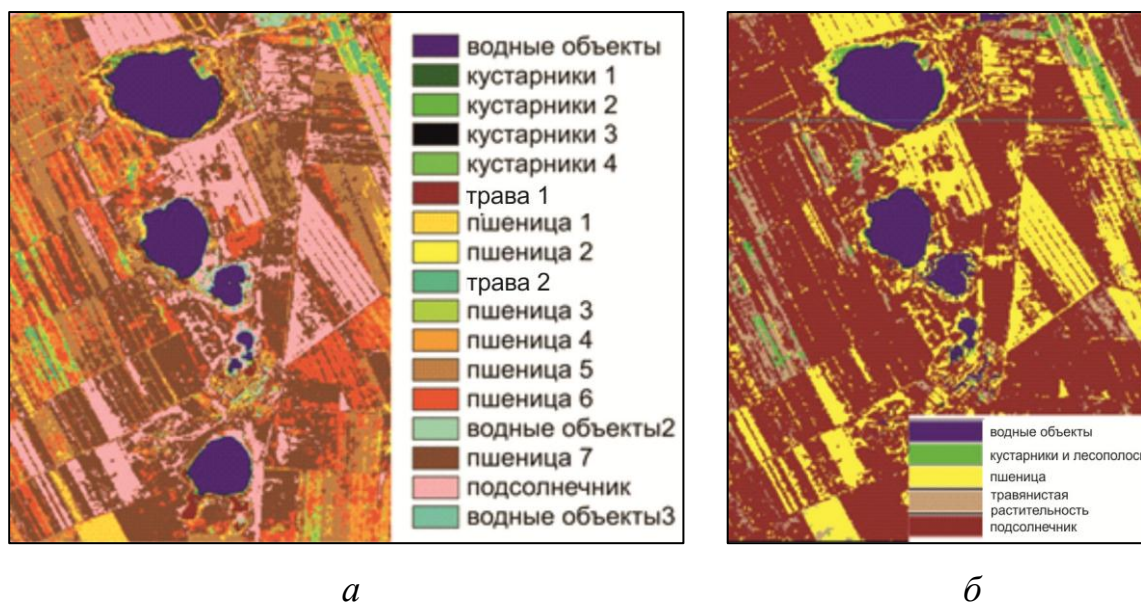 водные объекты
кустарники 1
кустарники 2
кустарники 3
кустарники 4
трава 1
пшеница 1
пшеница 2
трава 2
пшеница 3
пшеница 4
пшеница 5
пшеница 6
водные объекты2
пшеница 7
подсолнечник
водные объекты3
водные объекты
кустарники и лесополосы
пшеница
травянистая
растительность
подсолнечник
а
б